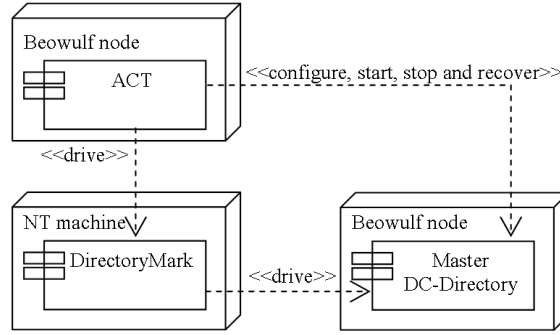 Beowulf node
ACT
<<configure, start, stop and recover>>
<<drive>>
NT machine
DirectoryMark
<<drive>>
Beowulf node
Master
DC-Directory